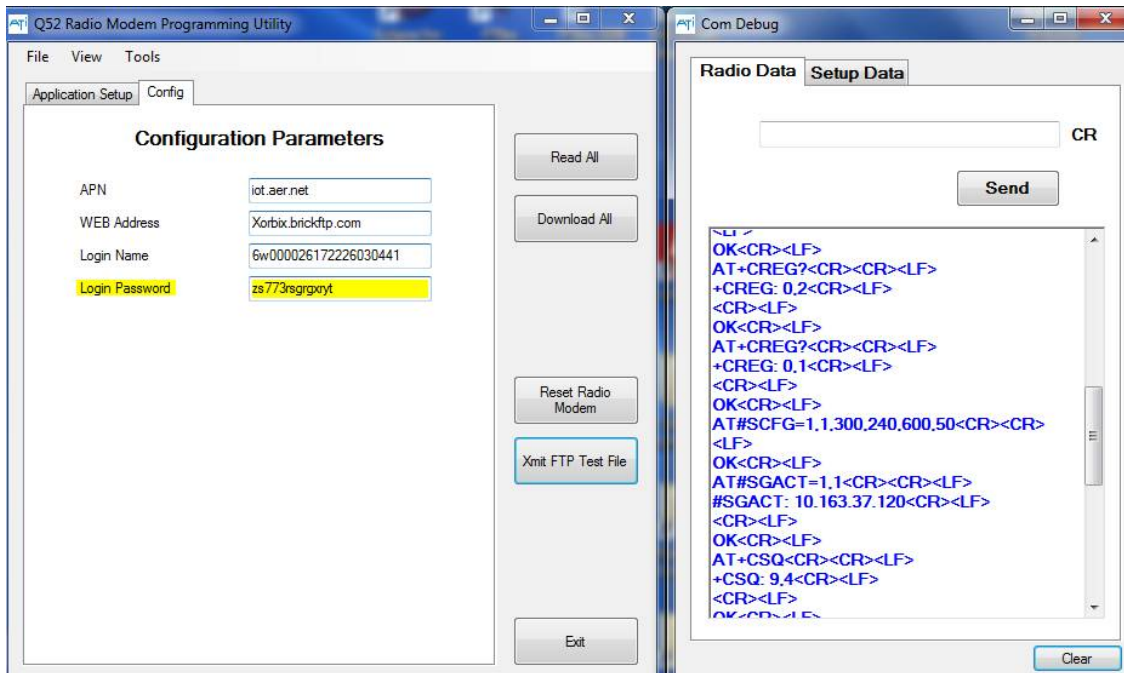 ATi Q52 Radio Modem Programming Utility
File View Tools
Application Setup Config
Configuration Parameters
APN iot.aer.net
WEB Address Xorbix.brickftp.com
Login Name 6w000026172226030441
Login Password zs773rsgrgxryt
Read All
Download All
Reset Radio
Modem
Xmit FTP Test File
Exit
ATi Com Debug
Radio Data Setup Data
CR
Send
<LF>
OK<CR><LF>
AT+CREG?<CR><CR><LF>
+CREG: 0,2<CR><LF>
<CR><LF>
OK<CR><LF>
AT+CREG?<CR><CR><LF>
+CREG: 0,1<CR><LF>
<CR><LF>
OK<CR><LF>
AT#SCFG=1,1,300,240,600,50<CR><CR>
<LF>
OK<CR><LF>
AT#SGACT=1,1<CR><CR><LF>
#SGACT: 10.163.37.120<CR><LF>
<CR><LF>
OK<CR><LF>
AT+CSQ<CR><CR><LF>
+CSQ: 9,4<CR><LF>
<CR><LF>
OK<CR><LF>
Clear